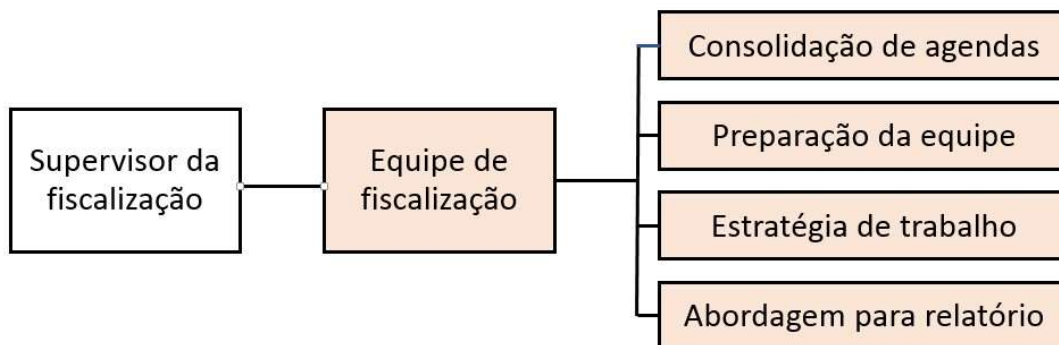 Supervisor da
fiscalização
Equipe de
fiscalização
Consolidação de agendas
Preparação da equipe
Estratégia de trabalho
Abordagem para relatório